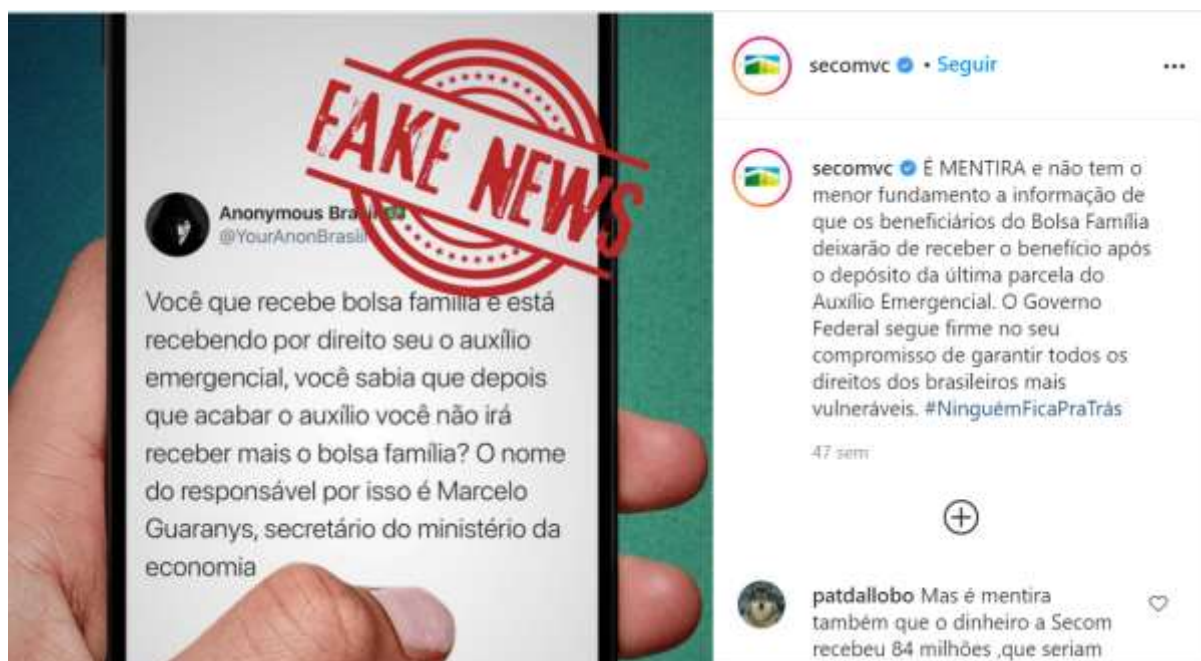 FAKE NEWS
Anonymous
Você que recebe bolsa família e está
recebendo por direito seu o auxílio
emergencial, você sabia que depois
que acabar o auxílio você não irá
receber mais o bolsa família? O nome
do responsável por isso é Marcelo
Guaranys, secretário do ministério da
economia
secomvc • Seguir
secomvc É MENTIRA e não tem o
menor fundamento a informação de
que os beneficiários do Bolsa Família
deixarão de receber o benefício após
o depósito da última parcela do
Auxílio Emergencial. O Governo
Federal segue firme no seu
compromisso de garantir todos os
direitos dos brasileiros mais
vulneráveis. #NinguémFicaPraTrás
47 sem
patdallobo Mas é mentira
também que o dinheiro a Secom
recebeu 84 milhões ,que seriam